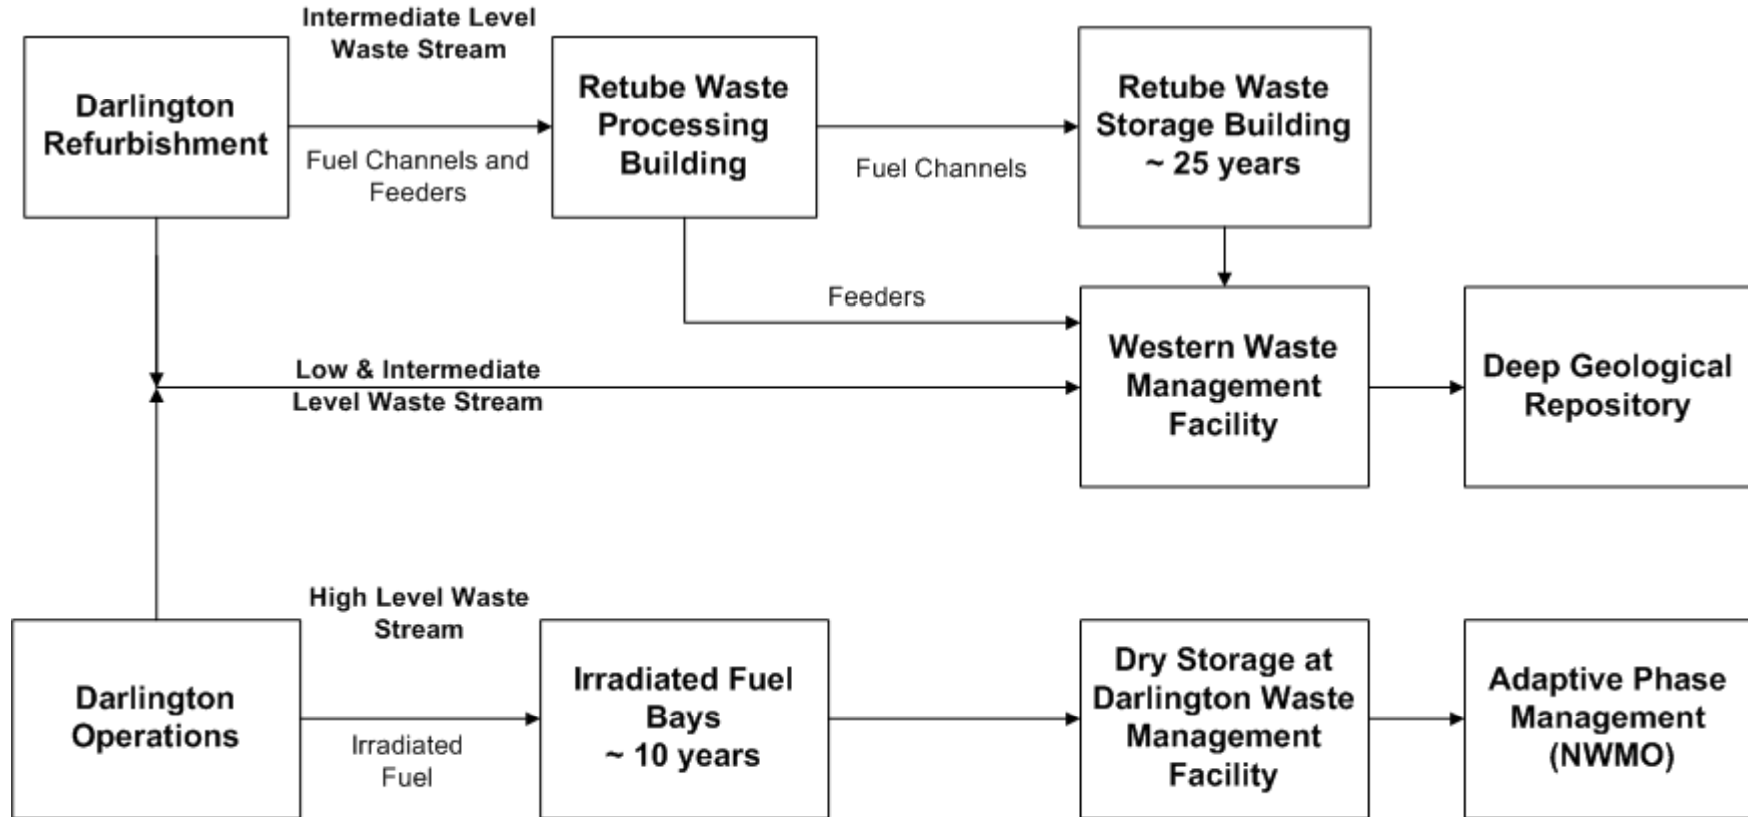 Intermediate Level
Waste Stream
Darlington
Refurbishment
Fuel Channels and
Feeders
Retube Waste
Processing
Building
Fuel Channels
Retube Waste
Storage Building
~ 25 years
Feeders
Low & Intermediate
Level Waste Stream
Western Waste
Management
Facility
Deep Geological
Repository
High Level Waste
Stream
Darlington
Operations
Irradiated
Fuel
Irradiated Fuel
Bays
~ 10 years
Dry Storage at
Darlington Waste
Management
Facility
Adaptive Phase
Management
(NWMO)